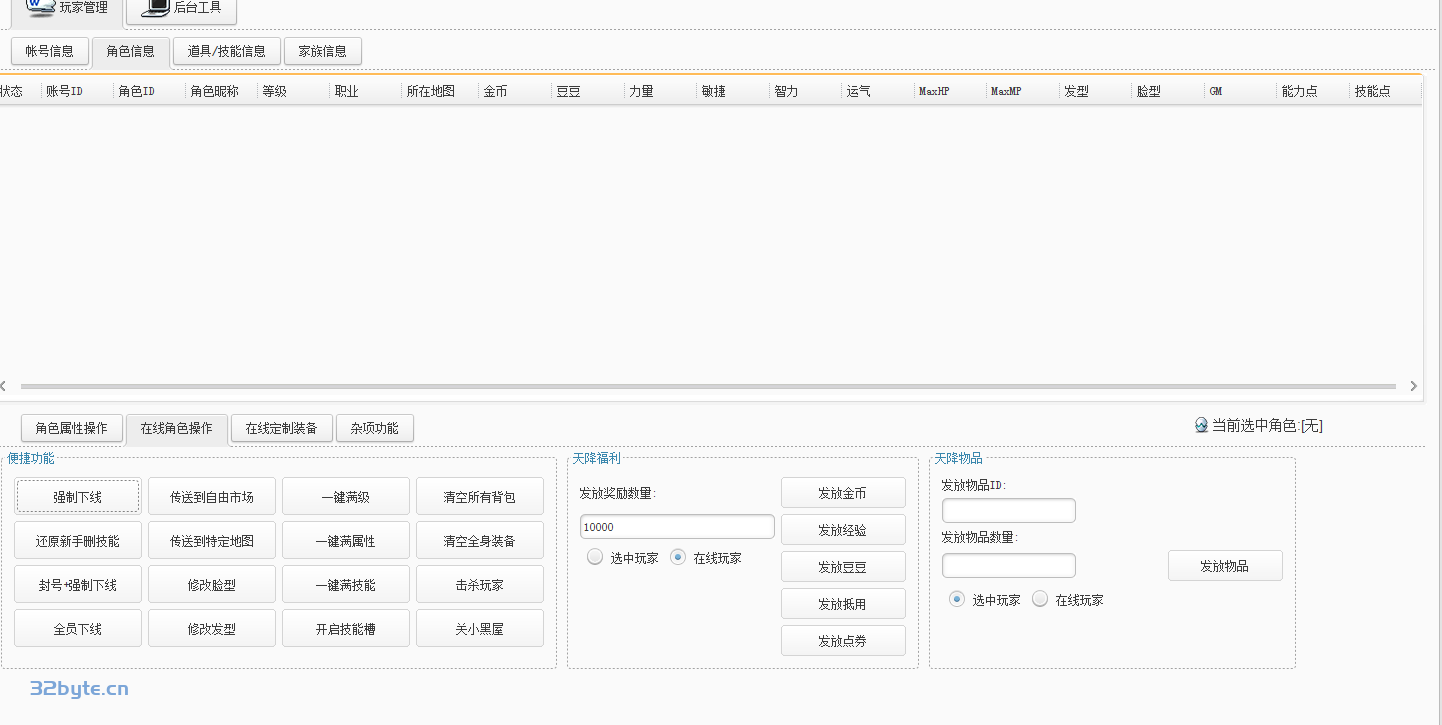 玩家管理 后台工具
帐号信息 角色信息 道具/技能信息 家族信息
状态 账号ID 角色ID 角色昵称 等级 职业 所在地图 金币 豆豆 力量 敏捷 智力 运气 MaxHP MaxMP 发型 脸型 GM 能力点 技能点
角色属性操作 在线角色操作 在线定制装备 杂项功能 当前选中角色:[无]
便捷功能
强制下线 传送到自由市场 一键满级 清空所有背包
还原新手删技能 传送到特定地图 一键满属性 清空全身装备
封号+强制下线 修改脸型 一键满技能 击杀玩家
全员下线 修改发型 开启技能槽 关小黑屋
天降福利
发放奖励数量:
10000
选中玩家 在线玩家
发放金币
发放经验
发放豆豆
发放抵用
发放点券
天降物品
发放物品ID:
发放物品数量:
发放物品
选中玩家 在线玩家
32byte.cn